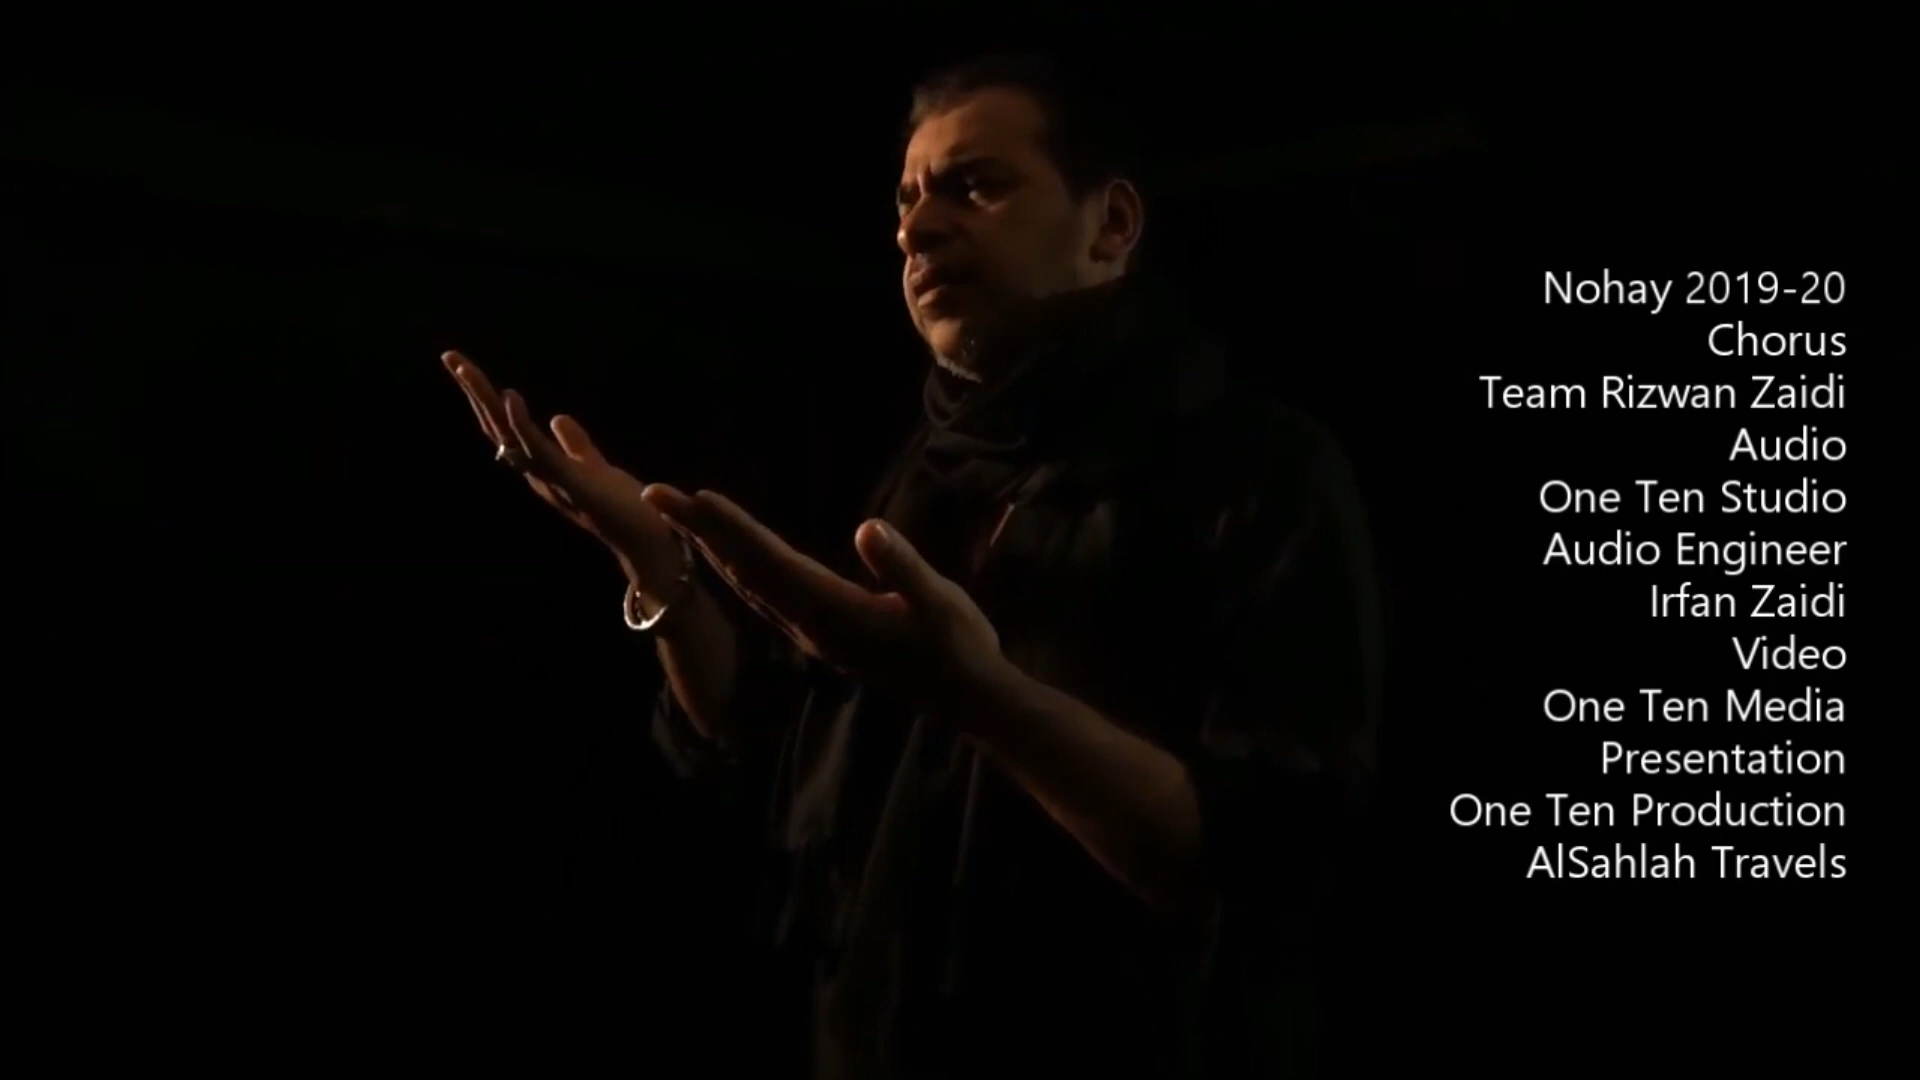 Nohay 2019-20
Chorus
Team Rizwan Zaidi
Audio
One Ten Studio
Audio Engineer
Irfan Zaidi
Video
One Ten Media
Presentation
One Ten Production
AlSahlah Travels